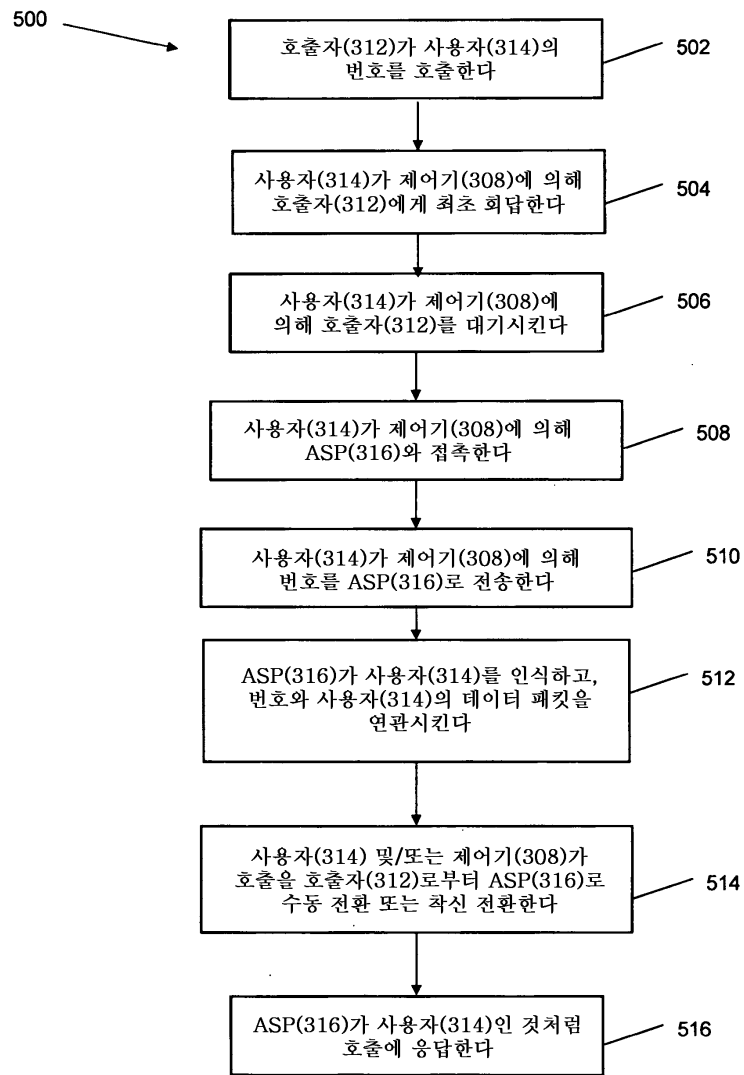 500
호출자(312)가 사용자(314)의
번호를 호출한다
502
사용자(314)가 제어기(308)에 의해
호출자(312)에게 최초 회답한다
504
사용자(314)가 제어기(308)에
의해 호출자(312)를 대기시킨다
506
사용자(314)가 제어기(308)에 의해
ASP(316)와 접촉한다
508
사용자(314)가 제어기(308)에 의해
번호를 ASP(316)로 전송한다
510
ASP(316)가 사용자(314)를 인식하고,
번호와 사용자(314)의 데이터 패킷을
연관시킨다
512
사용자(314) 및/또는 제어기(308)가
호출을 호출자(312)로부터 ASP(316)로
수동 전환 또는 착신 전환한다
514
ASP(316)가 사용자(314)인 것처럼
호출에 응답한다
516